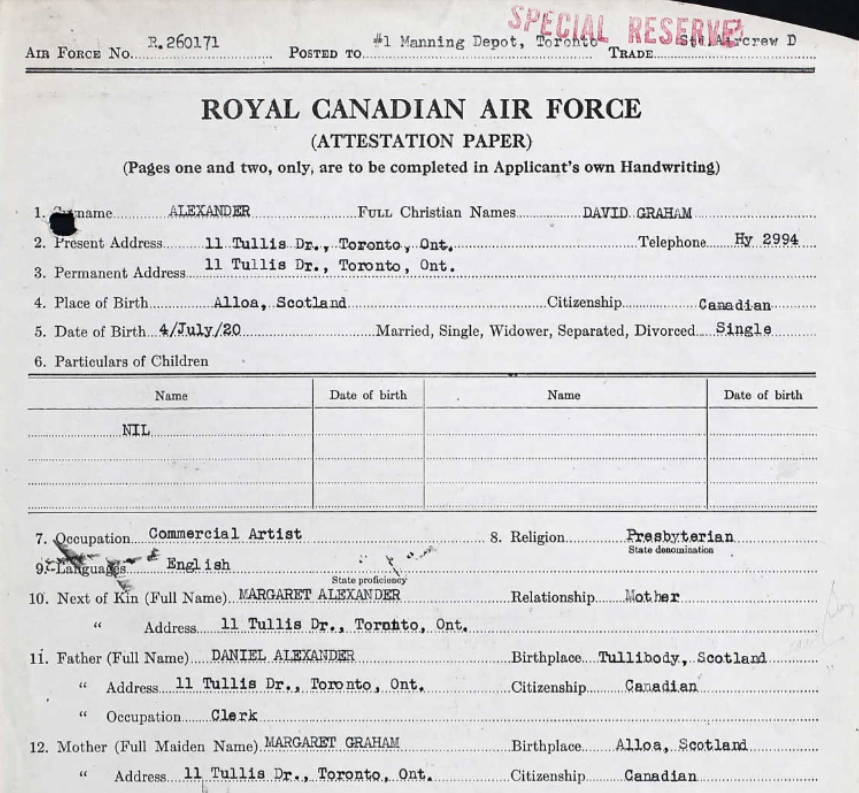 SPECIAL RESERVE
AIR FORCE NO. R.260171 POSTED TO #1 Manning Depot, Toronto TRADE Std. Aircrew D
ROYAL CANADIAN AIR FORCE
(ATTESTATION PAPER)
(Pages one and two, only, are to be completed in Applicant's own Handwriting)
1. Surname ALEXANDER FULL Christian Names DAVID GRAHAM
2. Present Address 11 Tullis Dr., Toronto, Ont. Telephone Hy 2994
3. Permanent Address 11 Tullis Dr., Toronto, Ont.
4. Place of Birth Alloa, Scotland Citizenship Canadian
5. Date of Birth 4/July/20 Married, Single, Widower, Separated, Divorced Single
6. Particulars of Children
Name Date of birth Name Date of birth
NIL
7. Occupation Commercial Artist 8. Religion Presbyterian
State denomination
9. Languages English
State proficiency
10. Next of Kin (Full Name) MARGARET ALEXANDER Relationship Mother
" Address 11 Tullis Dr., Toronto, Ont.
11. Father (Full Name) DANIEL ALEXANDER Birthplace Tullibody, Scotland
" Address 11 Tullis Dr., Toronto, Ont. Citizenship Canadian
" Occupation Clerk
12. Mother (Full Maiden Name) MARGARET GRAHAM Birthplace Alloa, Scotland
" Address 11 Tullis Dr., Toronto, Ont. Citizenship Canadian